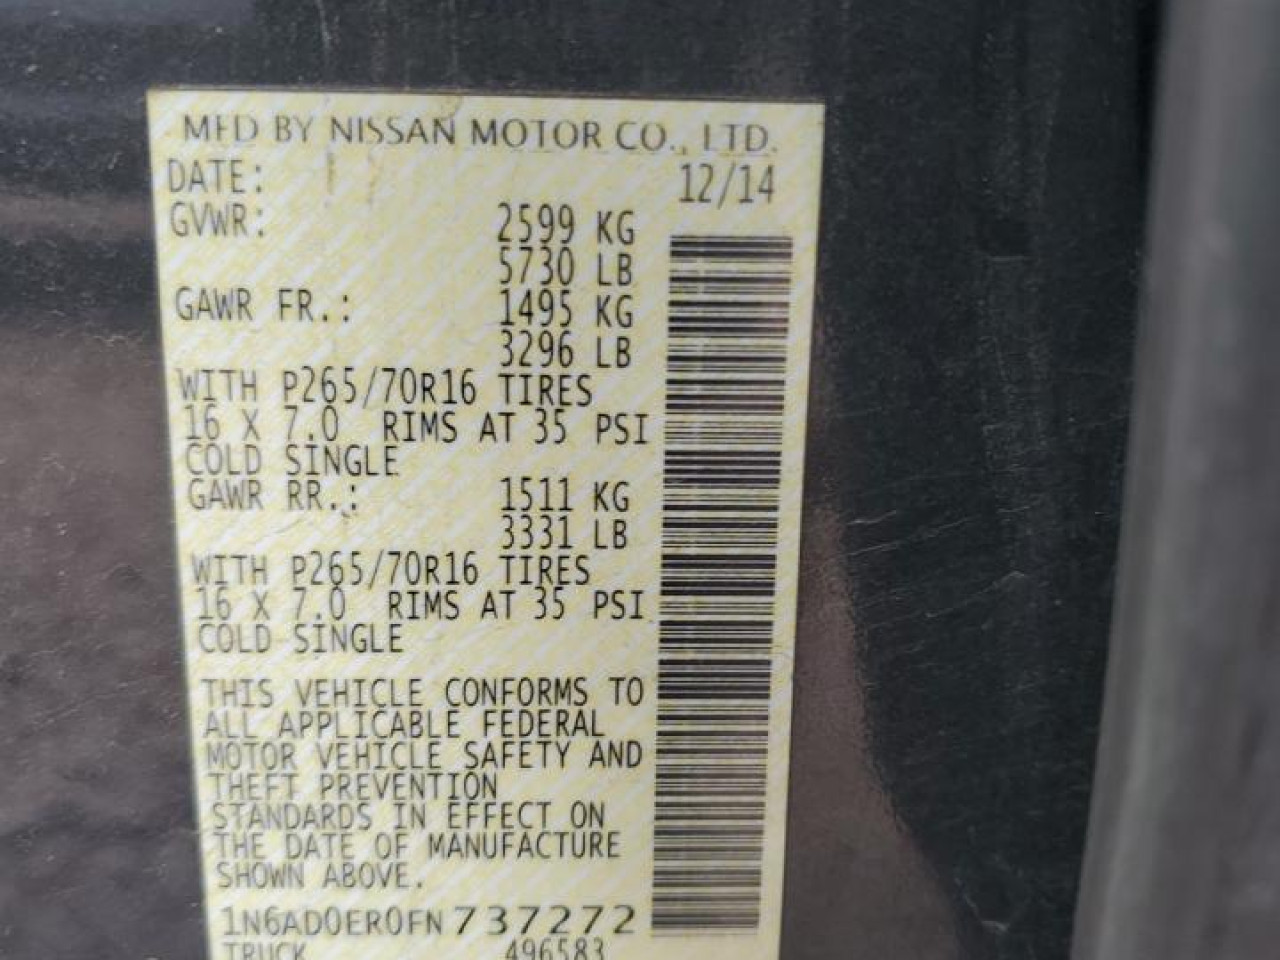 MFD BY NISSAN MOTOR CO., LTD.
DATE: 12/14
GVWR: 2599 KG
5730 LB
GAWR FR.: 1495 KG
3296 LB
WITH P265/70R16 TIRES
16 X 7.0 RIMS AT 35 PSI
COLD SINGLE
GAWR RR.: 1511 KG
3331 LB
WITH P265/70R16 TIRES
16 X 7.0 RIMS AT 35 PSI
COLD SINGLE
THIS VEHICLE CONFORMS TO
ALL APPLICABLE FEDERAL
MOTOR VEHICLE SAFETY AND
THEFT PREVENTION
STANDARDS IN EFFECT ON
THE DATE OF MANUFACTURE
SHOWN ABOVE.
1N6AD0ER0FN737272
TRUCK 496583